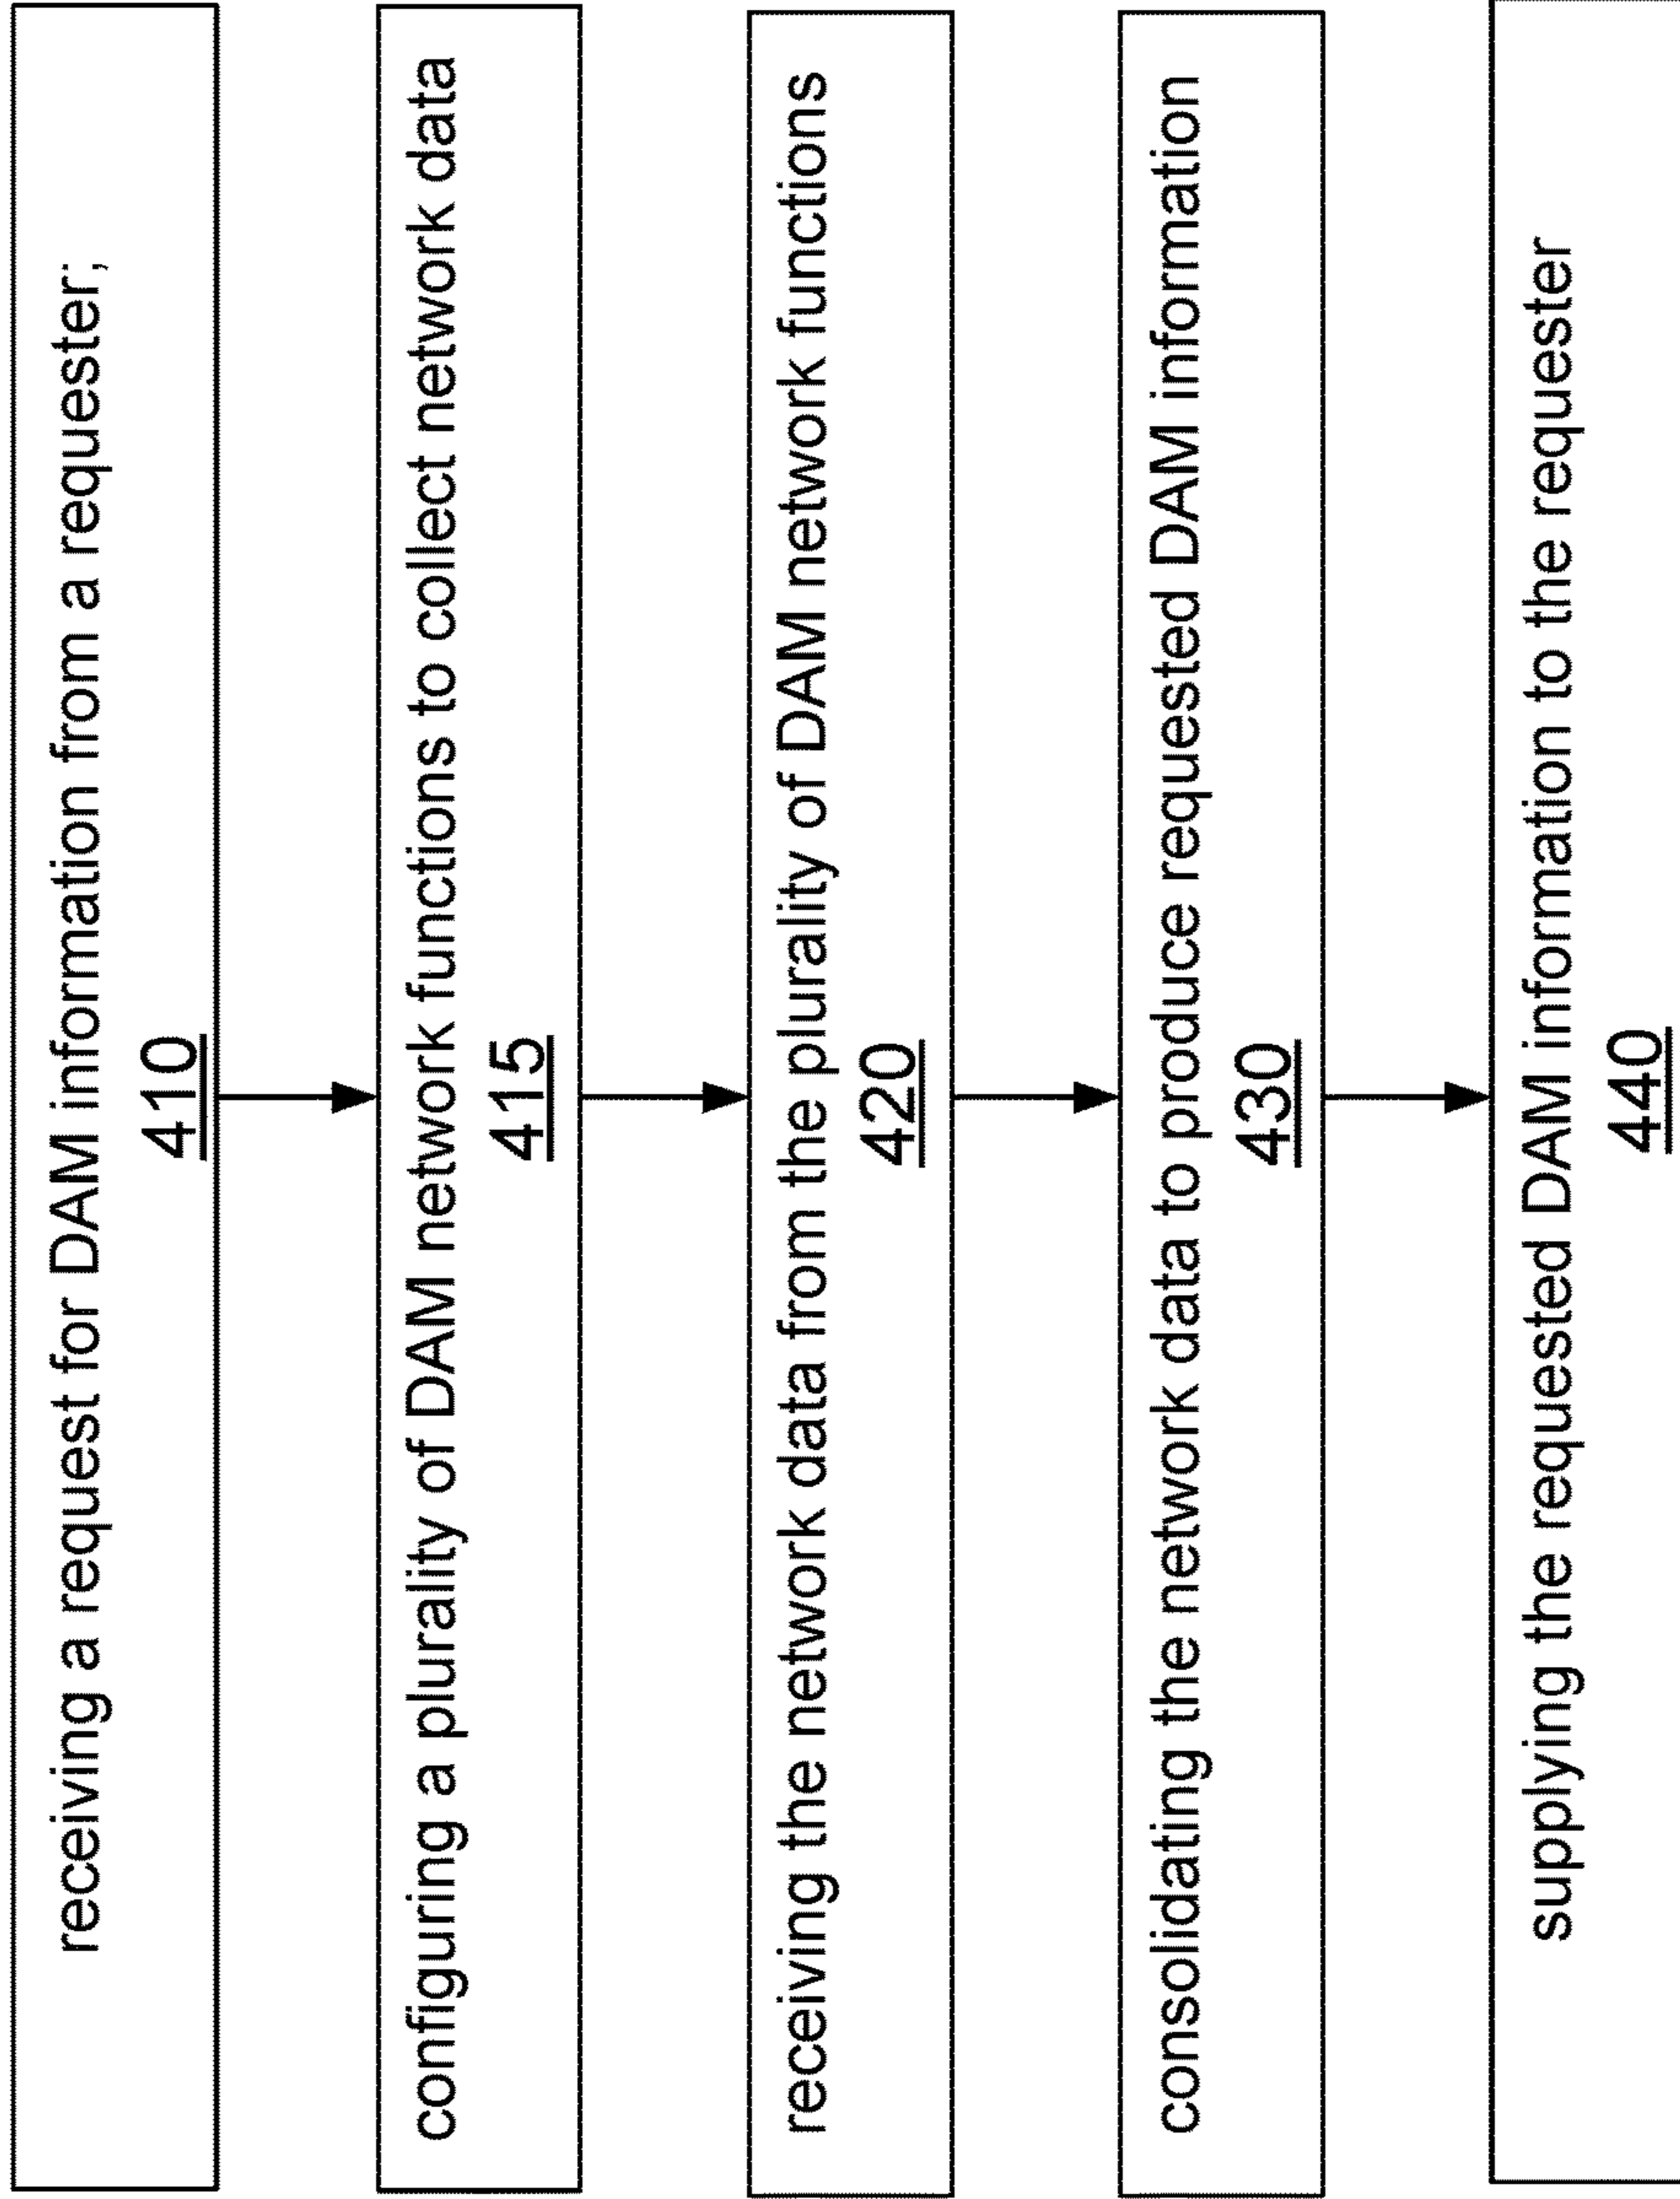 receiving a request for DAM information from a requester;
410
configuring a plurality of DAM network functions to collect network data
415
receiving the network data from the plurality of DAM network functions
420
consolidating the network data to produce requested DAM information
430
supplying the requested DAM information to the requester
440